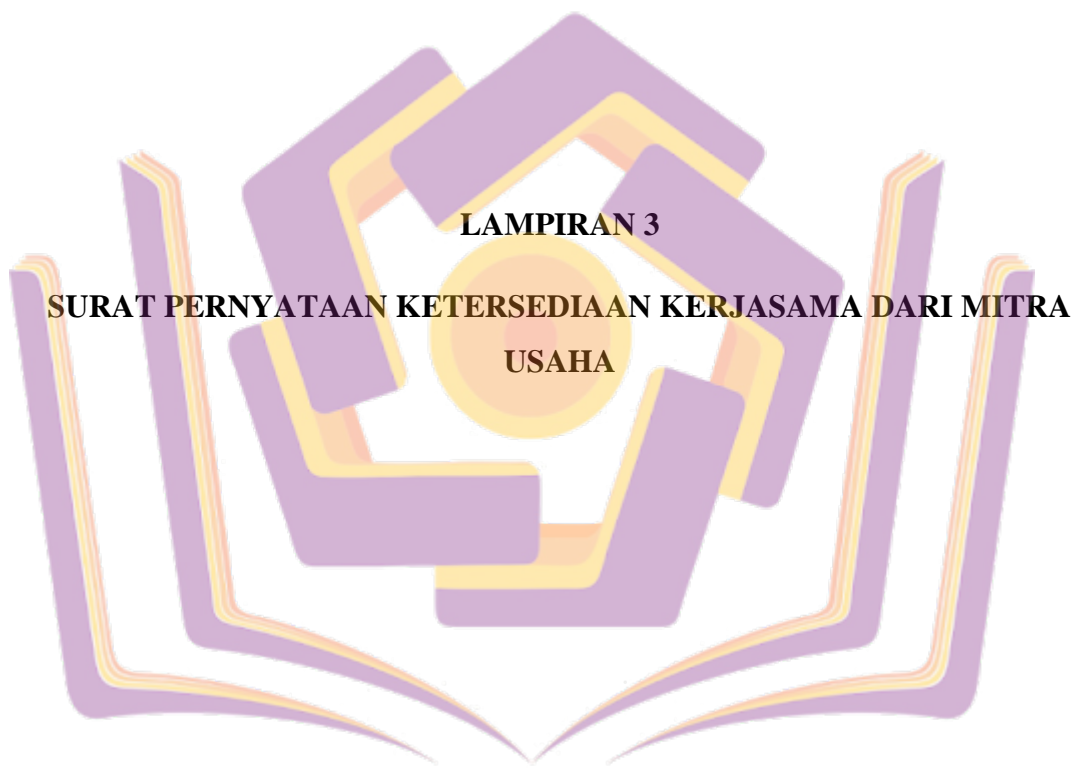 LAMPIRAN 3
SURAT PERNYATAAN KETERSEDIAAN KERJASAMA DARI MITRA
USAHA